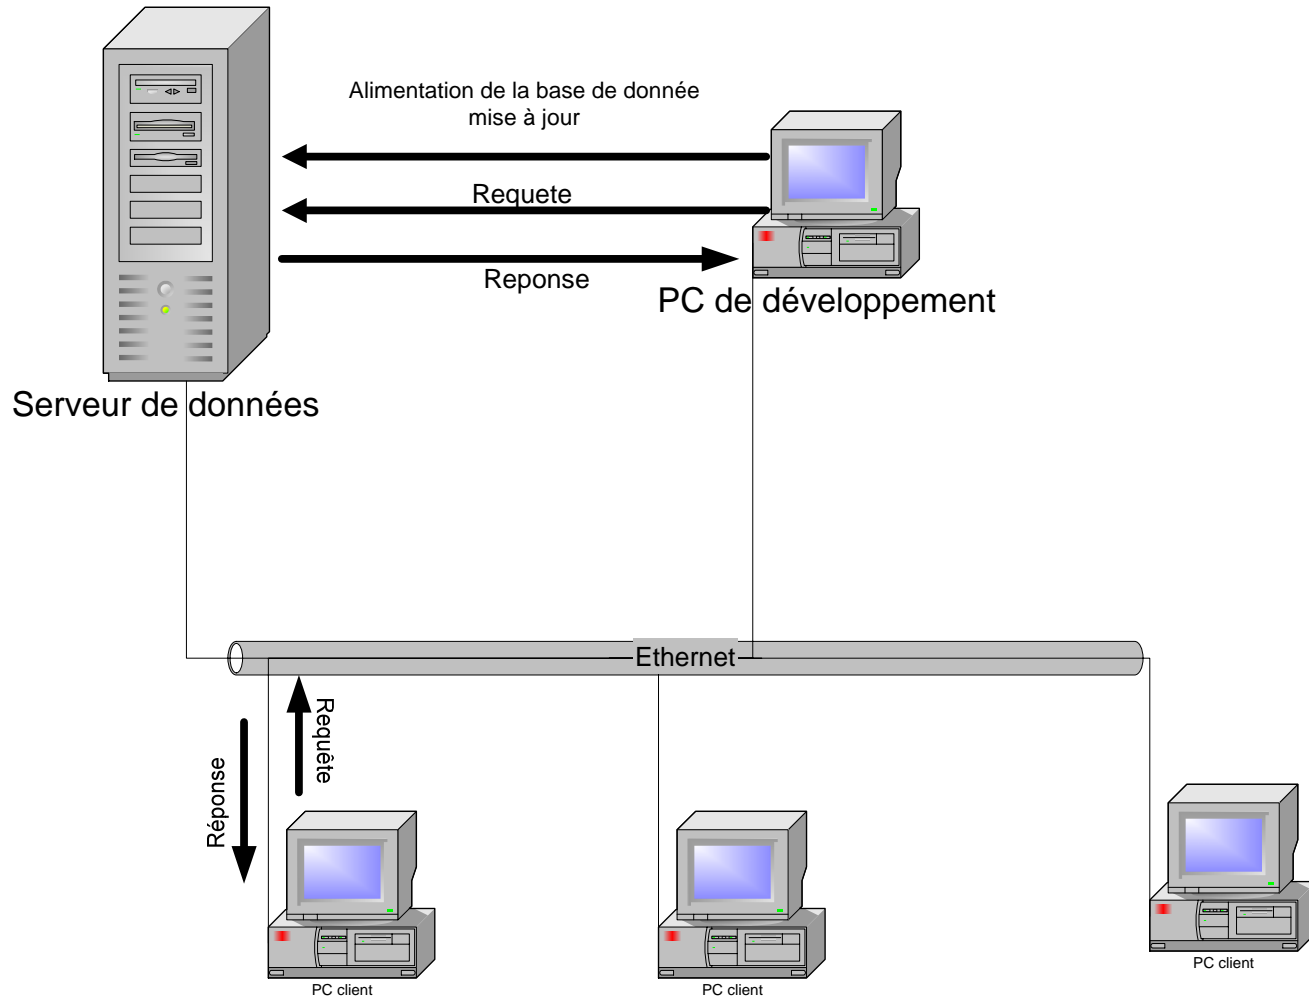 Alimentation de la base de donnée
mise à jour
Requete
Reponse
PC de développement
Serveur de données
Ethernet
Requête
Réponse
PC client
PC client
PC client